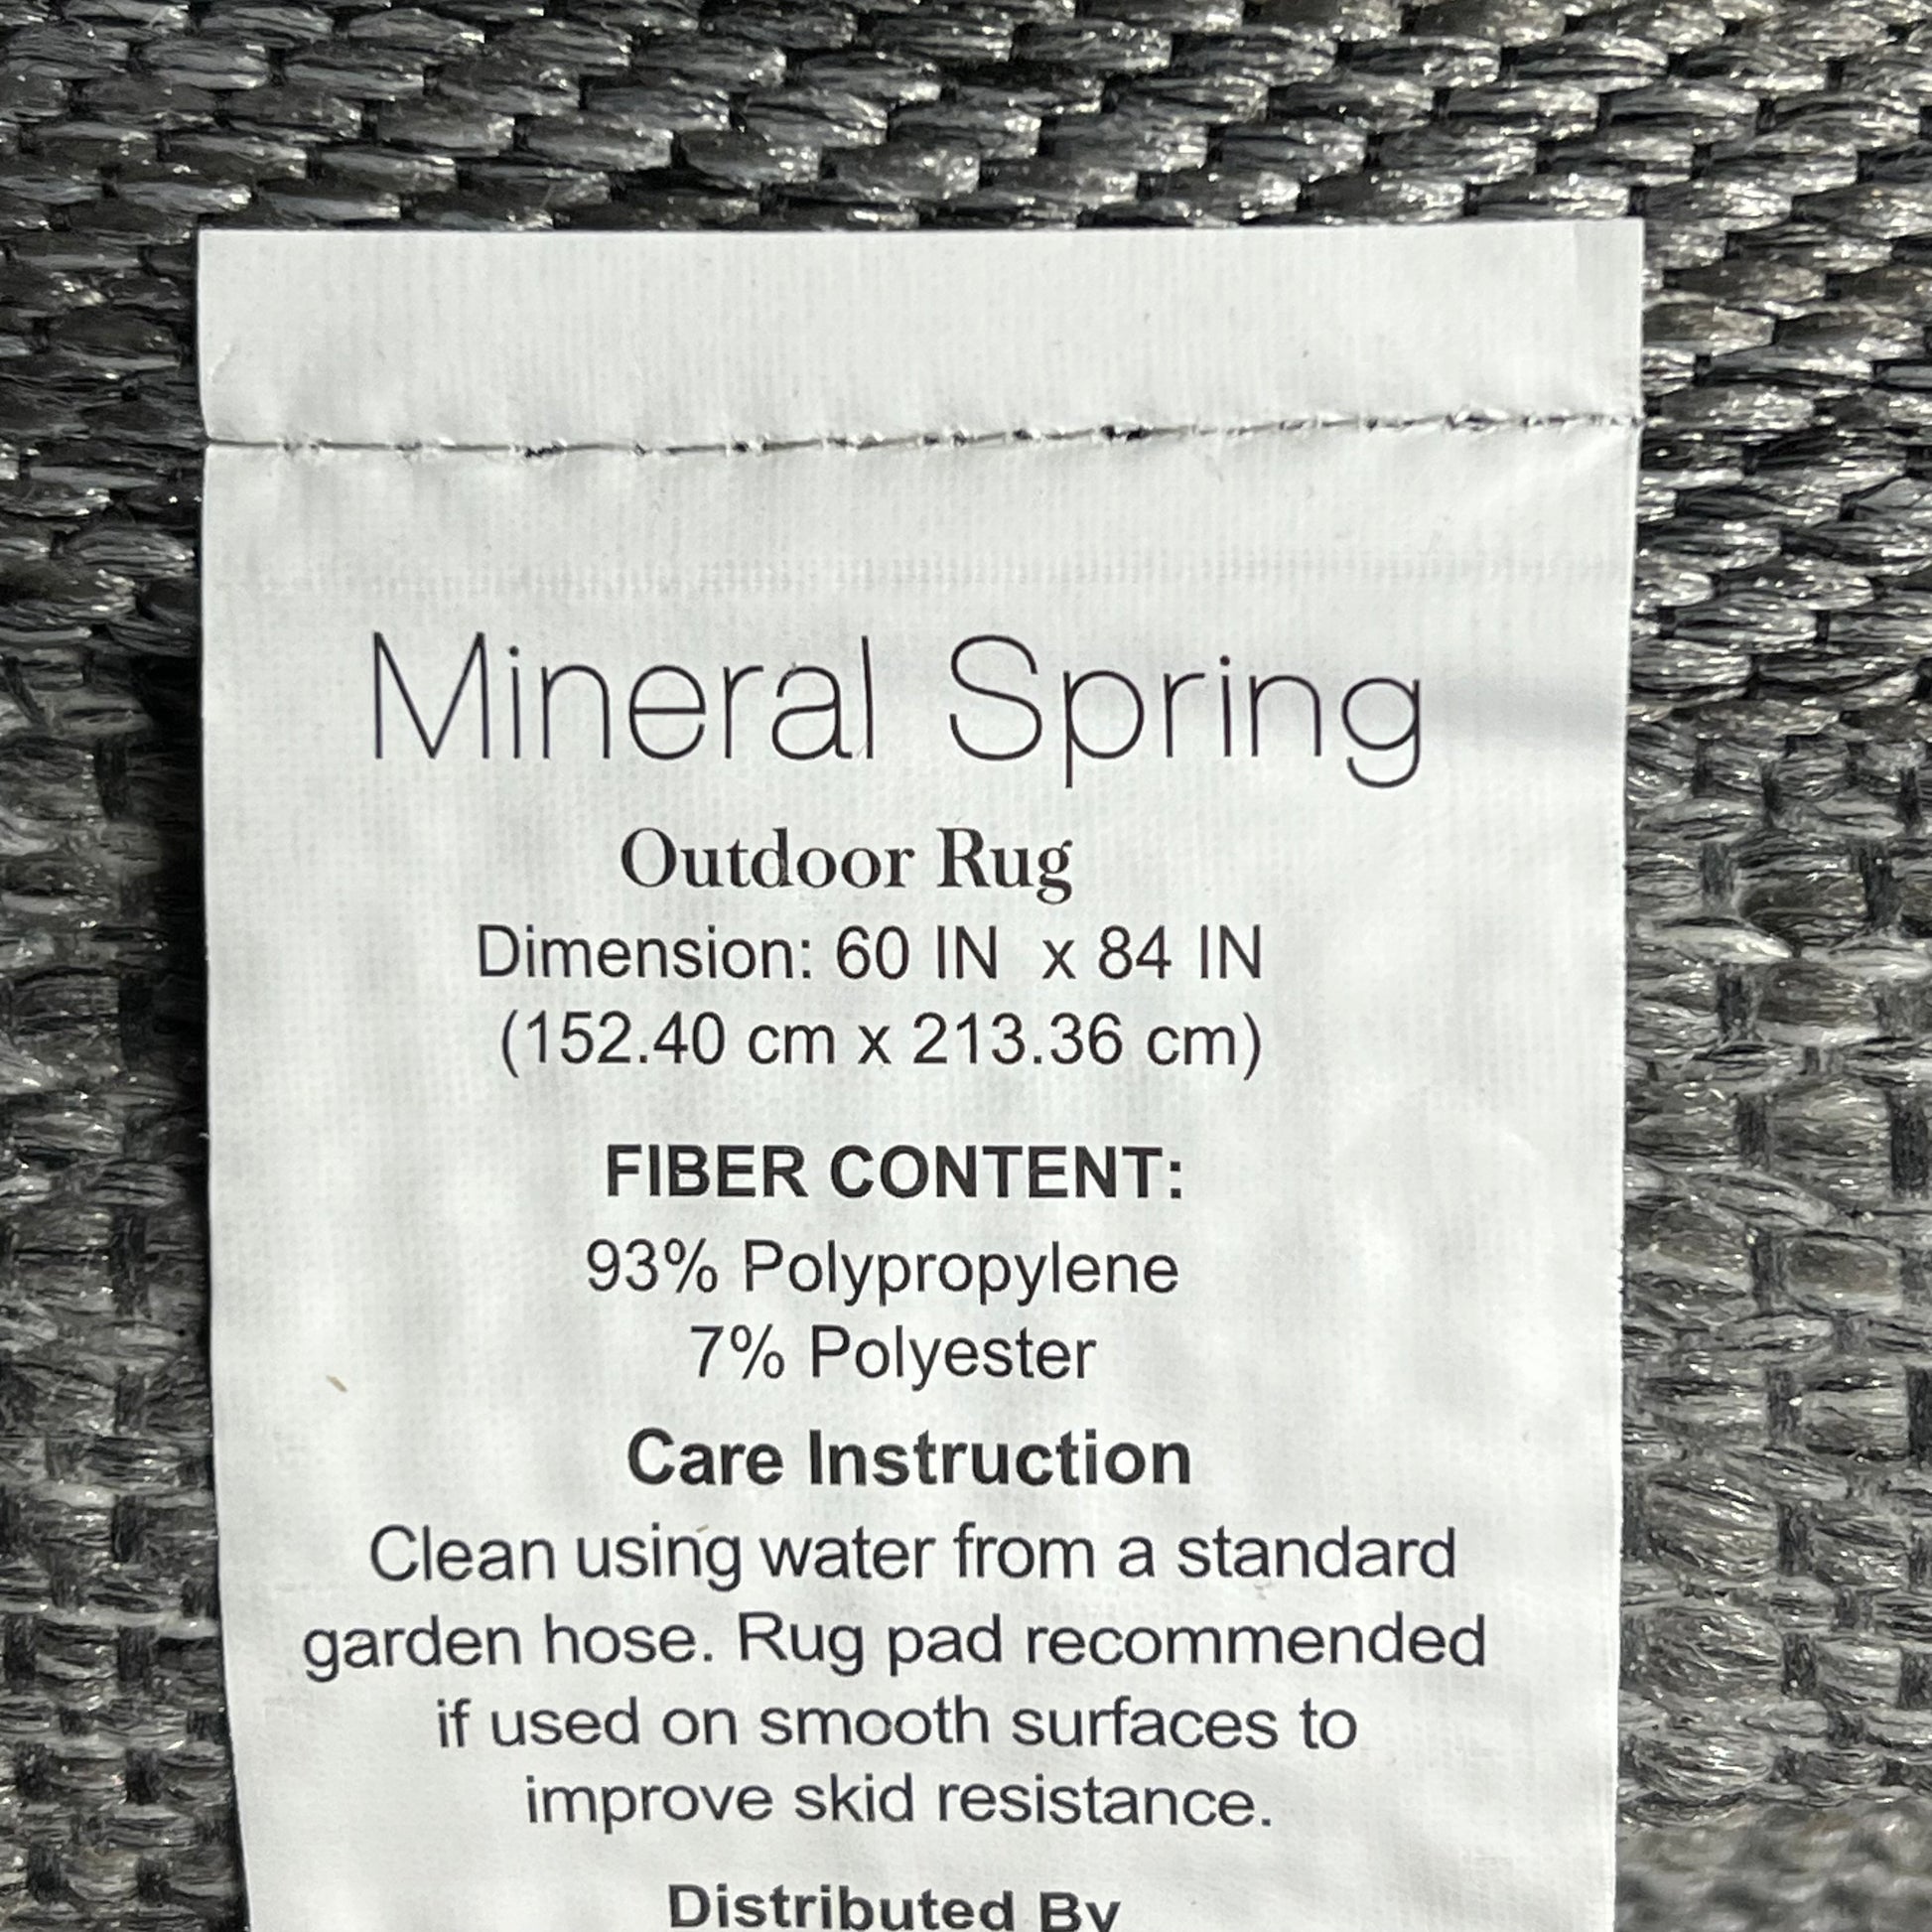 Mineral Spring
Outdoor Rug
Dimension: 60 IN x 84 IN
(152.40 cm x 213.36 cm)
FIBER CONTENT:
93% Polypropylene
7% Polyester
Care Instruction
Clean using water from a standard
garden hose. Rug pad recommended
if used on smooth surfaces to
improve skid resistance.
Distributed By